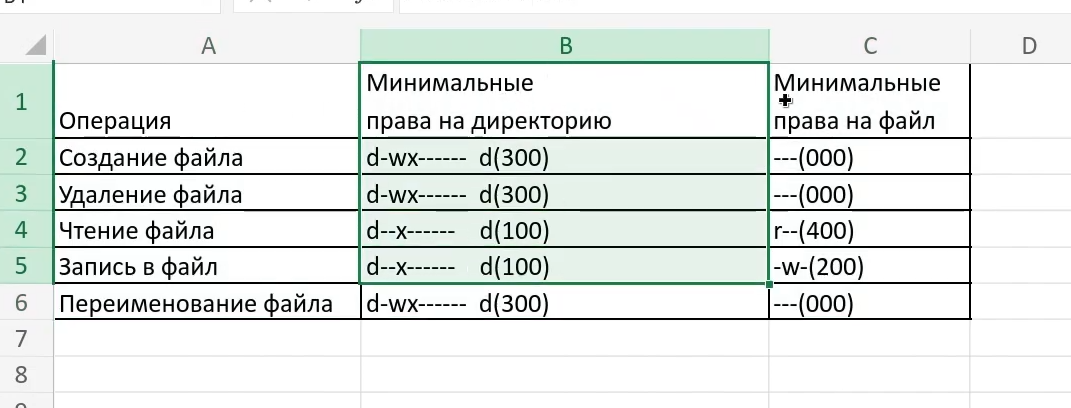 A B C D
1 Операция Минимальные права на директорию Минимальные права на файл
2 Создание файла d-wx------ d(300) ---(000)
3 Удаление файла d-wx------ d(300) ---(000)
4 Чтение файла d--x------ d(100) r--(400)
5 Запись в файл d--x------ d(100) -w-(200)
6 Переименование файла d-wx------ d(300) ---(000)
7
8